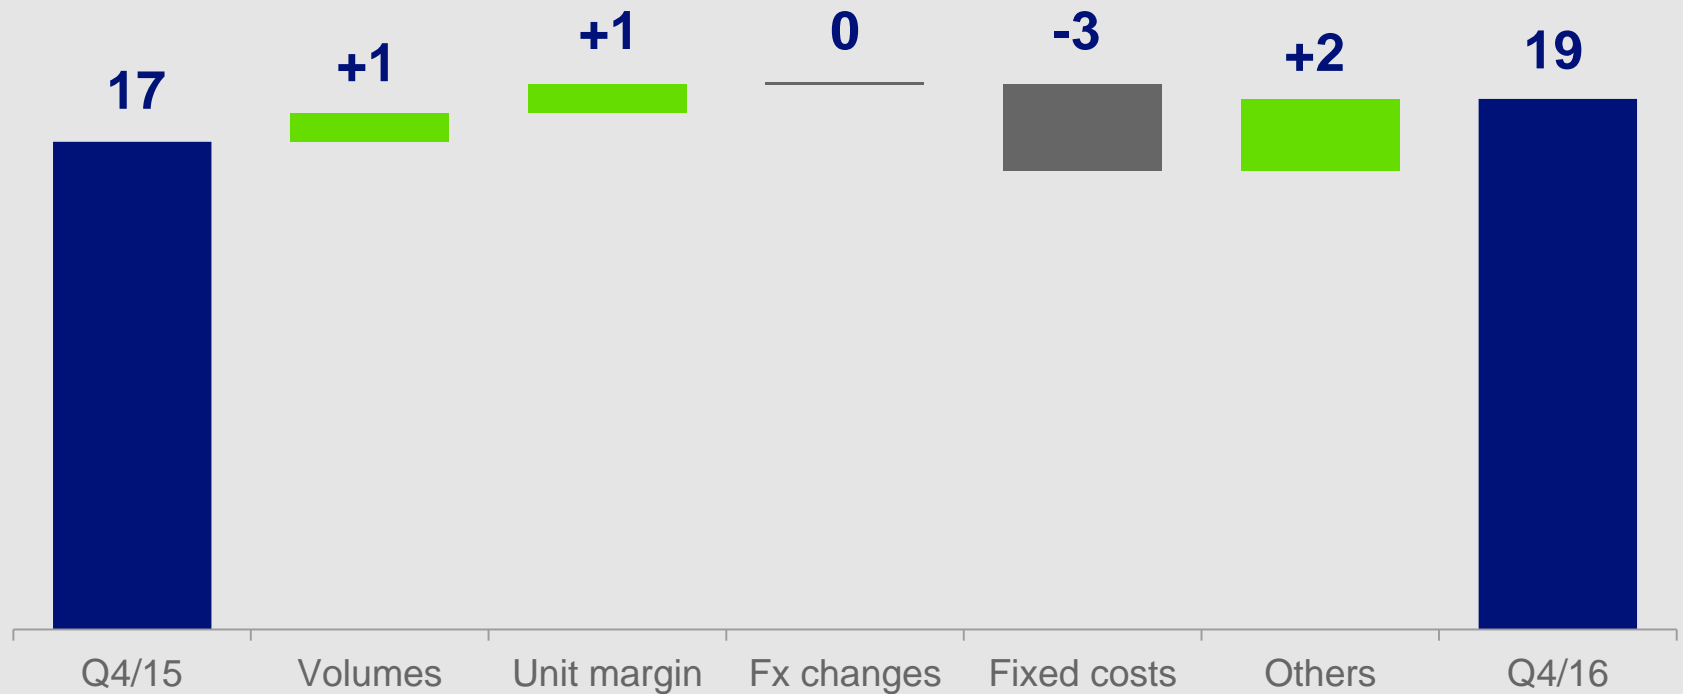 17
+1
+1
0
-3
+2
19
Q4/15
Volumes
Unit margin
Fx changes
Fixed costs
Others
Q4/16